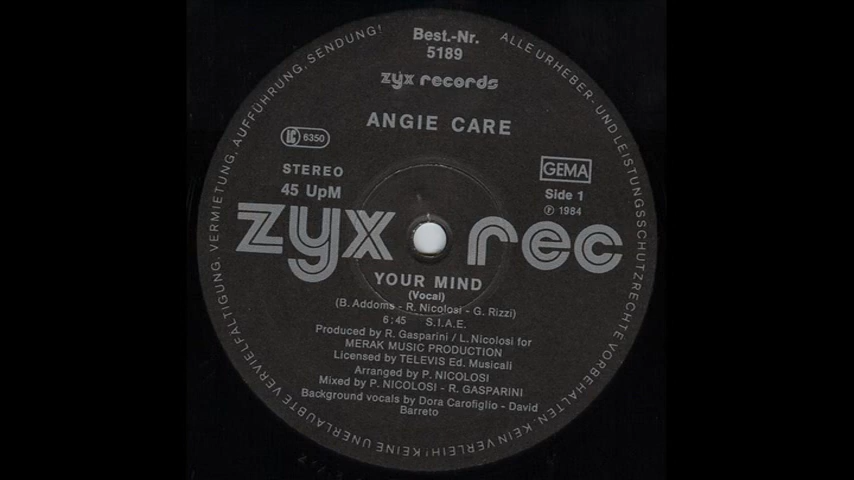 ALLE URHEBER- UND LEISTUNGSSCHUTZRECHTE VORBEHALTEN. KEIN VERLEIH! KEINE UNERLAUBTE VERVIELFÄLTIGUNG, VERMIETUNG, AUFFÜHRUNG, SENDUNG!
Best.-Nr.
5189
zyx records
ANGIE CARE
LC 6350
STEREO
45 UpM
GEMA
Side 1
℗ 1984
zyx rec
YOUR MIND
(Vocal)
(B. Addoms - R. Nicolosi - G. Rizzi)
6:45 S.I.A.E.
Produced by R. Gasparini / L. Nicolosi for
MERAK MUSIC PRODUCTION
Licensed by TELEVIS Ed. Musicali
Arranged by P. NICOLOSI
Mixed by P. NICOLOSI - R. GASPARINI
Background vocals by Dora Carofiglio - David
Barreto